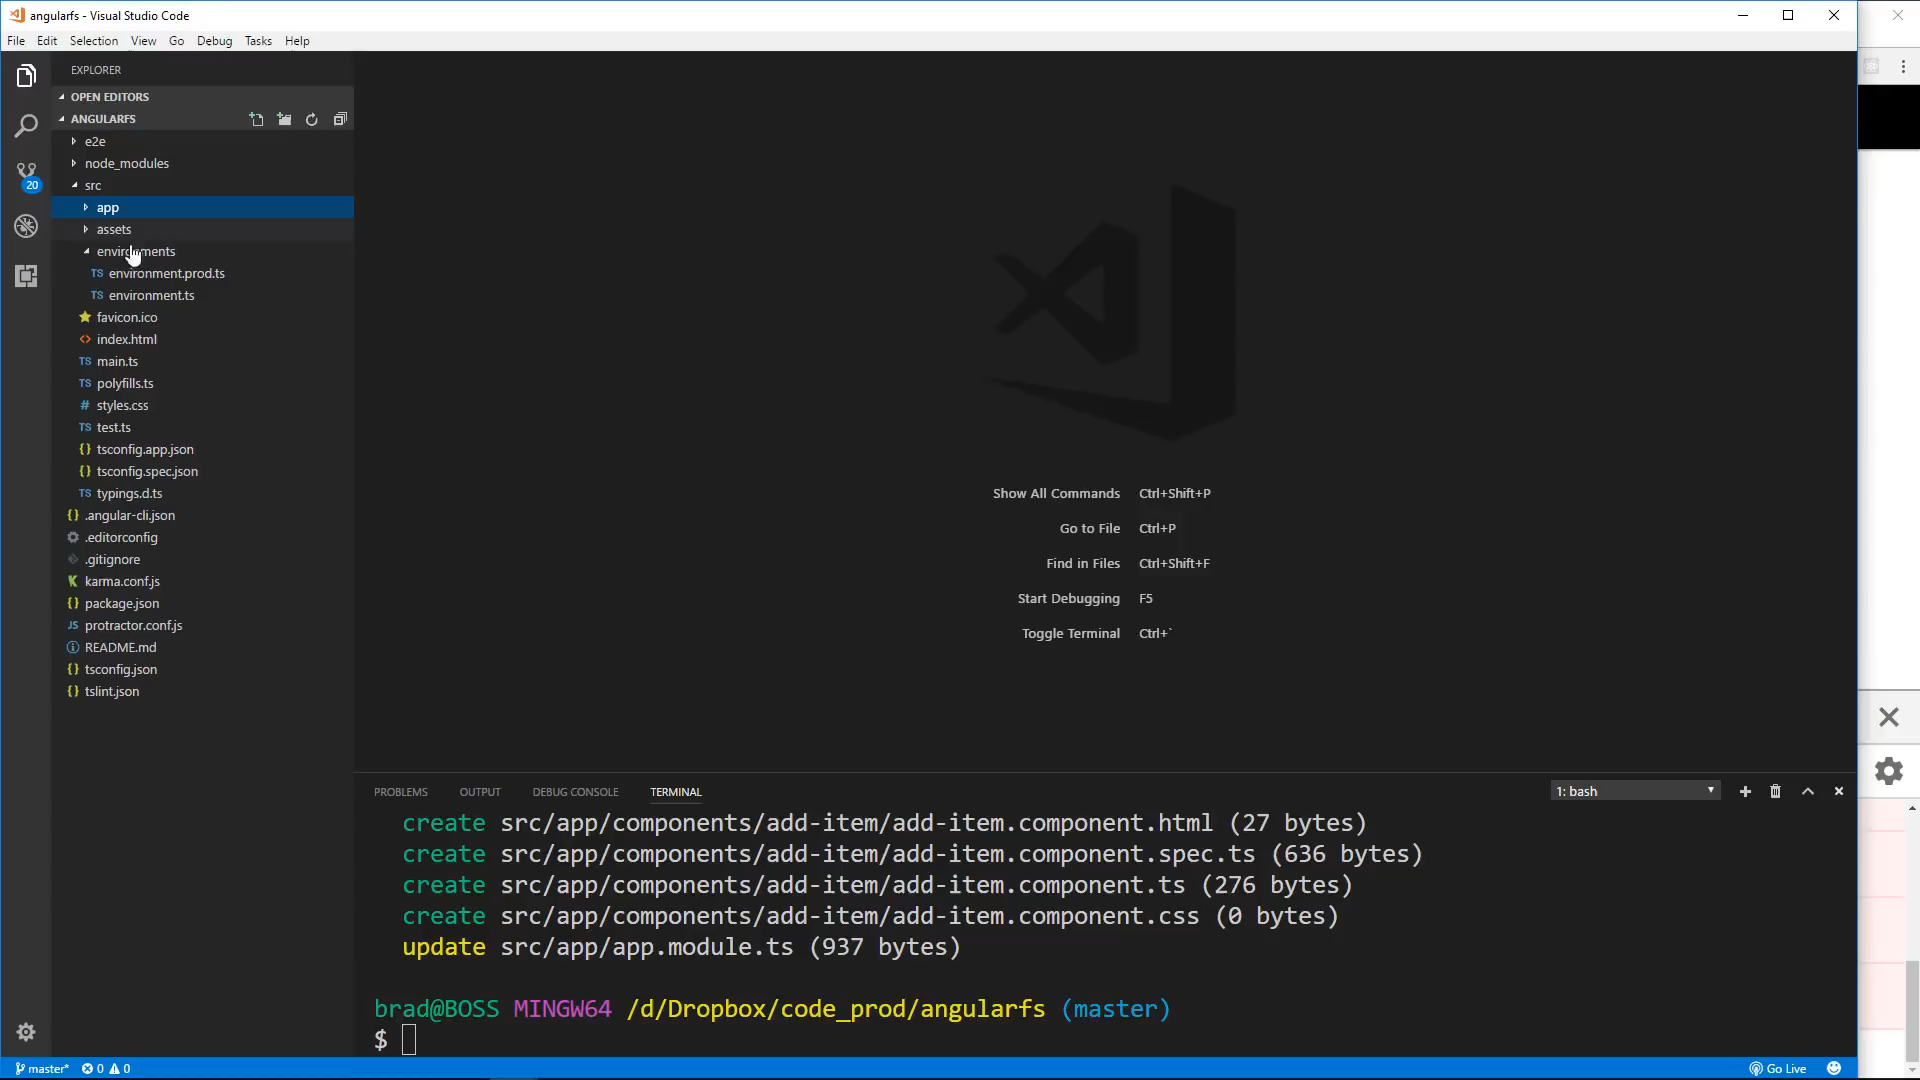 angularfs - Visual Studio Code
File Edit Selection View Go Debug Tasks Help
EXPLORER
OPEN EDITORS
ANGULARFS
e2e
node_modules
src
app
assets
environments
TS environment.prod.ts
TS environment.ts
favicon.ico
<> index.html
TS main.ts
TS polyfills.ts
# styles.css
TS test.ts
{} tsconfig.app.json
{} tsconfig.spec.json
TS typings.d.ts
{} .angular-cli.json
.editorconfig
.gitignore
K karma.conf.js
{} package.json
JS protractor.conf.js
README.md
{} tsconfig.json
{} tslint.json
20
Show All Commands Ctrl+Shift+P
Go to File Ctrl+P
Find in Files Ctrl+Shift+F
Start Debugging F5
Toggle Terminal Ctrl+`
PROBLEMS OUTPUT DEBUG CONSOLE TERMINAL
1: bash
create src/app/components/add-item/add-item.component.html (27 bytes)
create src/app/components/add-item/add-item.component.spec.ts (636 bytes)
create src/app/components/add-item/add-item.component.ts (276 bytes)
create src/app/components/add-item/add-item.component.css (0 bytes)
update src/app/app.module.ts (937 bytes)
brad@BOSS MINGW64 /d/Dropbox/code_prod/angularfs (master)
$
master* 0 0
Go Live